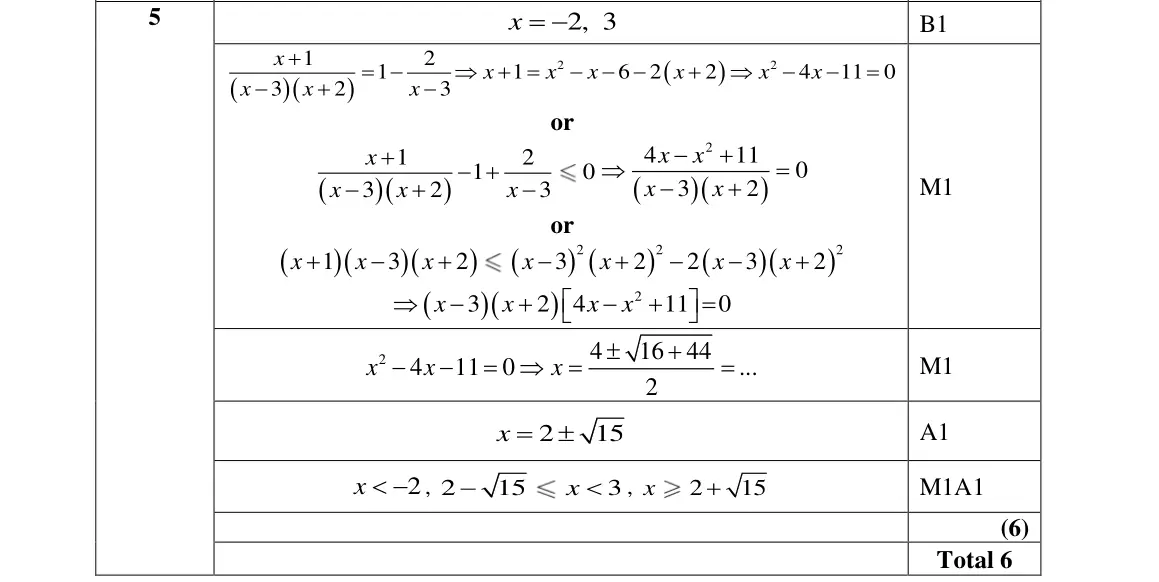 5 x = −2, 3 B1
(x+1)/((x−3)(x+2)) = 1 − 2/(x−3) ⇒ x+1 = x² − x − 6 − 2(x+2) ⇒ x² − 4x − 11 = 0
or
(x+1)/((x−3)(x+2)) − 1 + 2/(x−3) ⩽ 0 ⇒ (4x − x² + 11)/((x−3)(x+2)) = 0
M1
or
(x+1)(x−3)(x+2) ⩽ (x−3)²(x+2)² − 2(x−3)(x+2)²
⇒ (x−3)(x+2)[4x − x² + 11] = 0
x² − 4x − 11 = 0 ⇒ x = (4 ± √(16+44))/2 = ... M1
x = 2 ± √15 A1
x < −2, 2 − √15 ⩽ x < 3, x ⩾ 2 + √15 M1A1
(6)
Total 6